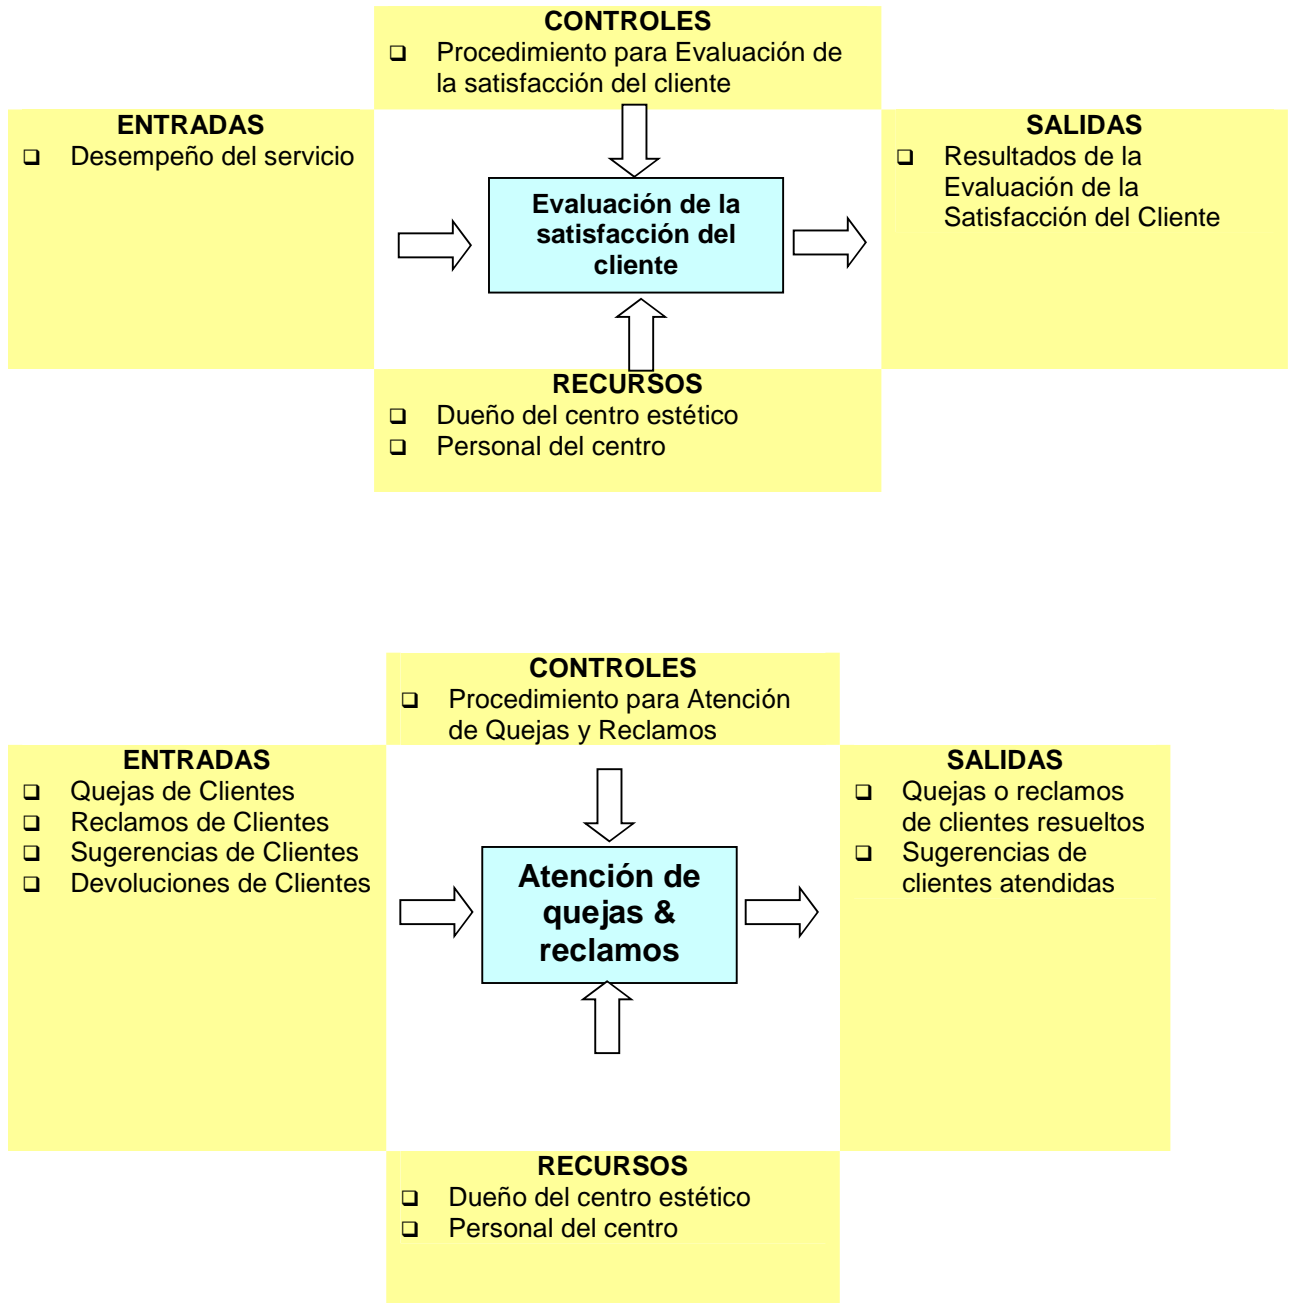 CONTROLES
❑ Procedimiento para Evaluación de
la satisfacción del cliente
ENTRADAS
❑ Desempeño del servicio
Evaluación de la
satisfacción del
cliente
SALIDAS
❑ Resultados de la
Evaluación de la
Satisfacción del Cliente
RECURSOS
❑ Dueño del centro estético
❑ Personal del centro
CONTROLES
❑ Procedimiento para Atención
de Quejas y Reclamos
ENTRADAS
❑ Quejas de Clientes
❑ Reclamos de Clientes
❑ Sugerencias de Clientes
❑ Devoluciones de Clientes
Atención de
quejas &
reclamos
SALIDAS
❑ Quejas o reclamos
de clientes resueltos
❑ Sugerencias de
clientes atendidas
RECURSOS
❑ Dueño del centro estético
❑ Personal del centro